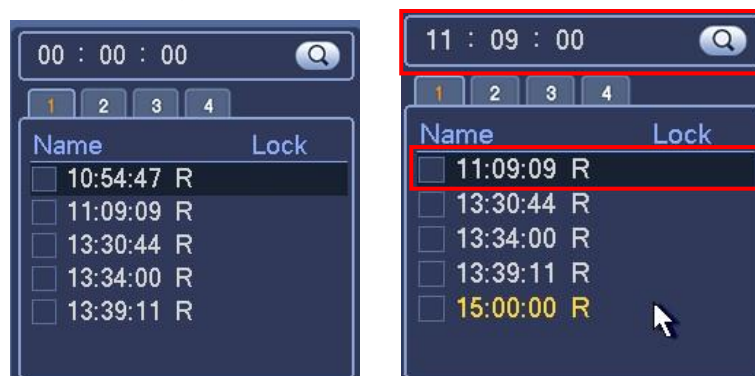 00 : 00 : 00
1 2 3 4
Name Lock
10:54:47 R
11:09:09 R
13:30:44 R
13:34:00 R
13:39:11 R
11 : 09 : 00
1 2 3 4
Name Lock
11:09:09 R
13:30:44 R
13:34:00 R
13:39:11 R
15:00:00 R